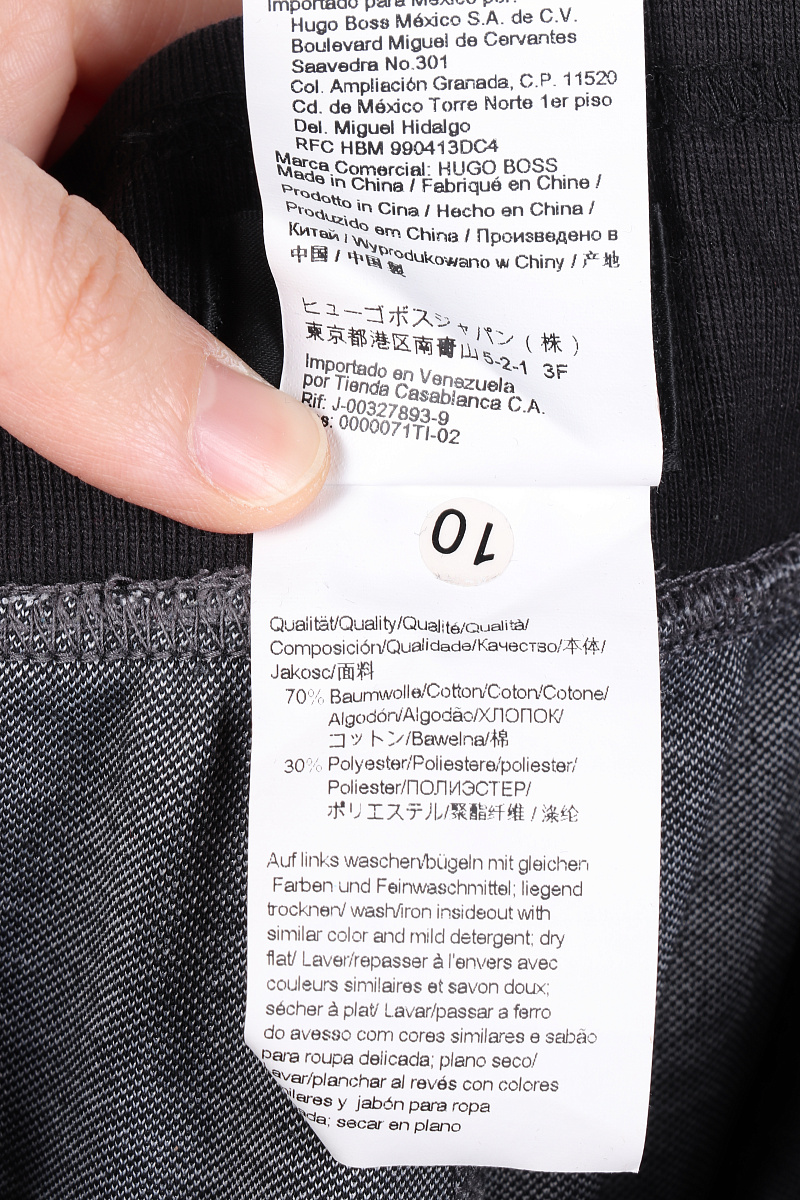 Importado para México por:
Hugo Boss México S.A. de C.V.
Boulevard Miguel de Cervantes
Saavedra No.301
Col. Ampliación Granada, C.P. 11520
Cd. de México Torre Norte 1er piso
Del. Miguel Hidalgo
RFC HBM 990413DC4
Marca Comercial: HUGO BOSS
Made in China / Fabriqué en Chine /
Prodotto in Cina / Hecho en China /
Produzido em China / Произведено в
Китай / Wyprodukowano w Chiny / 产地
中国 / 中国製
ヒューゴボスジャパン ( 株 )
東京都港区南青山5-2-1 3F
Importado en Venezuela
por Tienda Casablanca C.A.
Rif: J-00327893-9
: 0000071TI-02
10
Qualität/Quality/Qualité/Qualità/
Composición/Qualidade/Качество/本体/
Jakosc/面料
70% Baumwolle/Cotton/Coton/Cotone/
Algodón/Algodão/ХЛОПОК/
コットン/Bawelna/棉
30% Polyester/Poliestere/poliester/
Poliester/ПОЛИЭСТЕР/
ポリエステル/聚酯纤维 / 涤纶
Auf links waschen/bügeln mit gleichen
Farben und Feinwaschmittel; liegend
trocknen/ wash/iron insideout with
similar color and mild detergent; dry
flat/ Laver/repasser à l'envers avec
couleurs similaires et savon doux;
sécher à plat/ Lavar/passar a ferro
do avesso com cores similares e sabão
para roupa delicada; plano seco/
avar/planchar al revés con colores
ilares y jabón para ropa
da; secar en plano